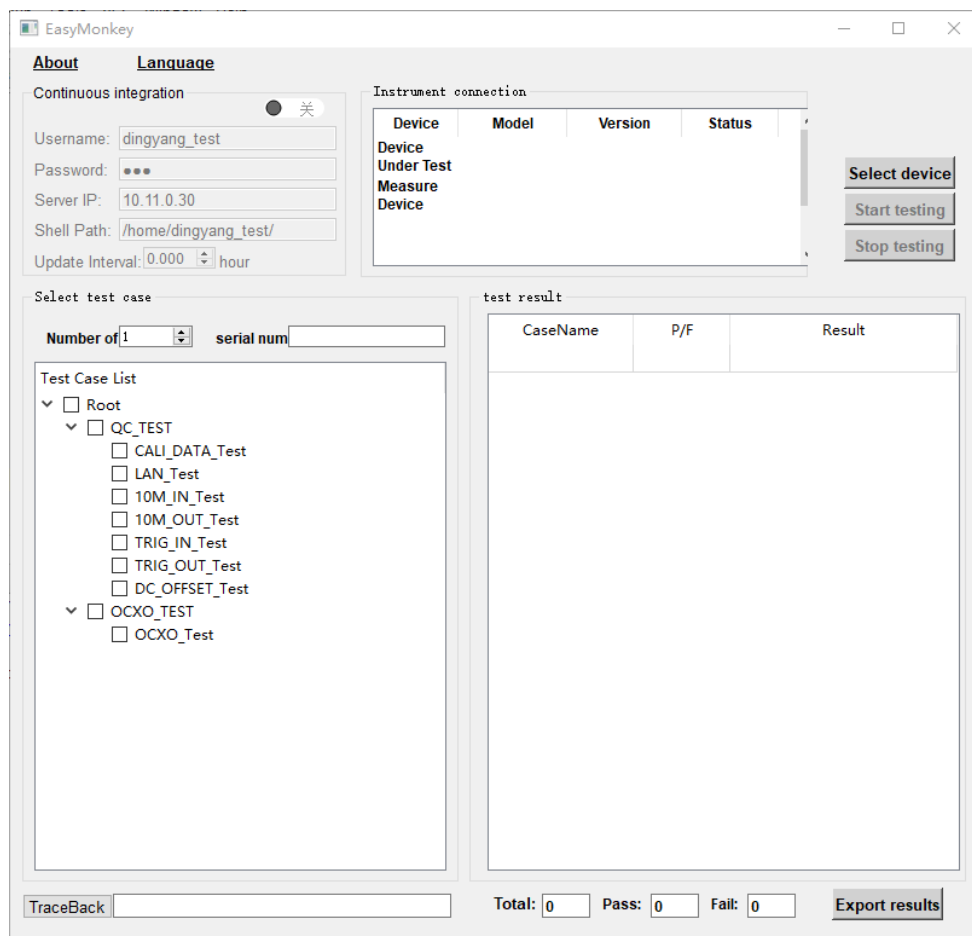 EasyMonkey
About Language
Continuous integration
关
Username: dingyang_test
Password: ●●●
Server IP: 10.11.0.30
Shell Path: /home/dingyang_test/
Update Interval: 0.000 hour
Instrument connection
Device Model Version Status
Device
Under Test
Measure
Device
Select device
Start testing
Stop testing
Select test case
Number of 1 serial num
Test Case List
Root
QC_TEST
CALI_DATA_Test
LAN_Test
10M_IN_Test
10M_OUT_Test
TRIG_IN_Test
TRIG_OUT_Test
DC_OFFSET_Test
OCXO_TEST
OCXO_Test
test result
CaseName P/F Result
TraceBack
Total: 0 Pass: 0 Fail: 0
Export results